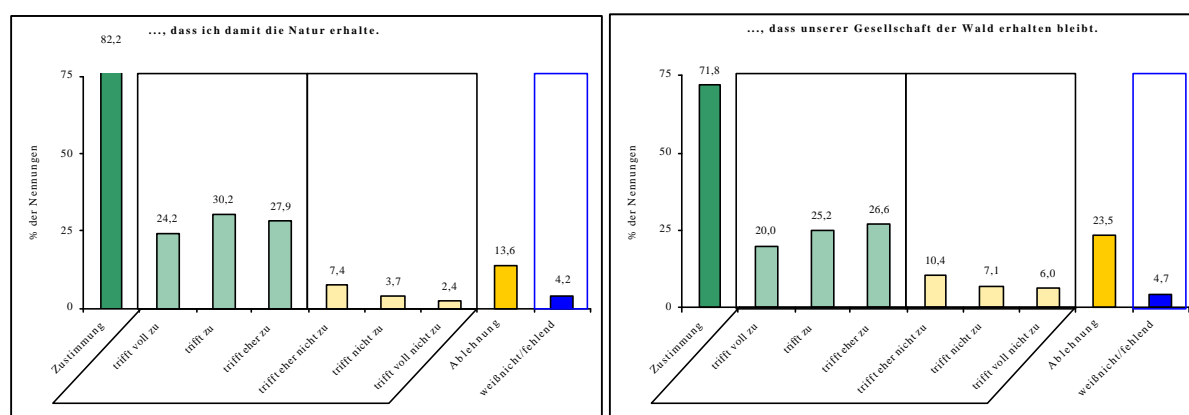 ..., dass ich damit die Natur erhalte.
% der Nennungen
75
50
25
0
82,2
24,2
30,2
27,9
7,4
3,7
2,4
13,6
4,2
Zustimmung
trifft voll zu
trifft zu
trifft eher zu
trifft eher nicht zu
trifft nicht zu
trifft voll nicht zu
Ablehnung
weißnicht/fehlend
..., dass unserer Gesellschaft der Wald erhalten bleibt.
% der Nennungen
75
50
25
0
71,8
20,0
25,2
26,6
10,4
7,1
6,0
23,5
4,7
Zustimmung
trifft voll zu
trifft zu
trifft eher zu
trifft eher nicht zu
trifft nicht zu
trifft voll nicht zu
Ablehnung
weißnicht/fehlend